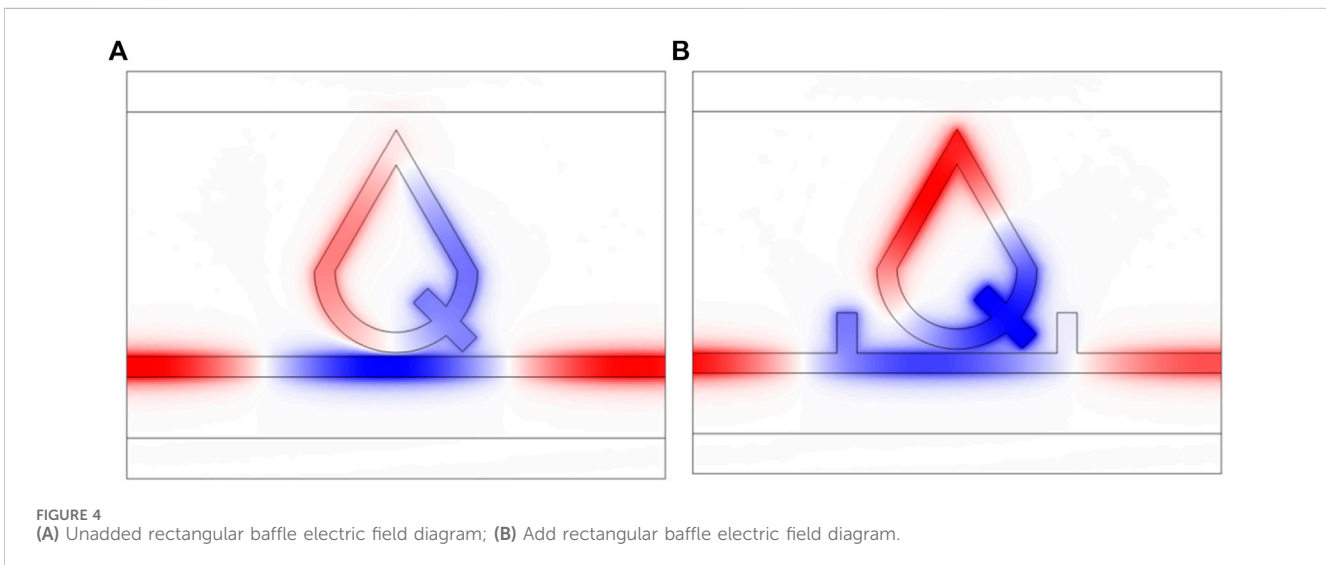 A
B
FIGURE 4
(A) Unadded rectangular baffle electric field diagram; (B) Add rectangular baffle electric field diagram.